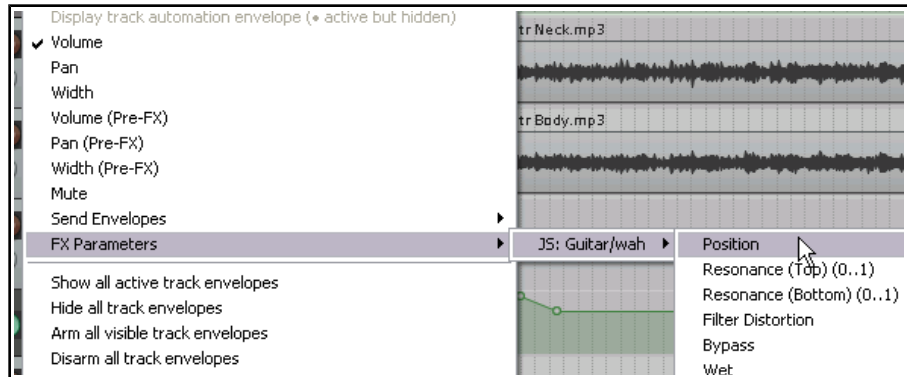 Display track automation envelope (• active but hidden)
Volume
Pan
Width
Volume (Pre-FX)
Pan (Pre-FX)
Width (Pre-FX)
Mute
Send Envelopes
FX Parameters
Show all active track envelopes
Hide all track envelopes
Arm all visible track envelopes
Disarm all track envelopes
tr Neck.mp3
tr Body.mp3
JS: Guitar/wah
Position
Resonance (Top) (0..1)
Resonance (Bottom) (0..1)
Filter Distortion
Bypass
Wet